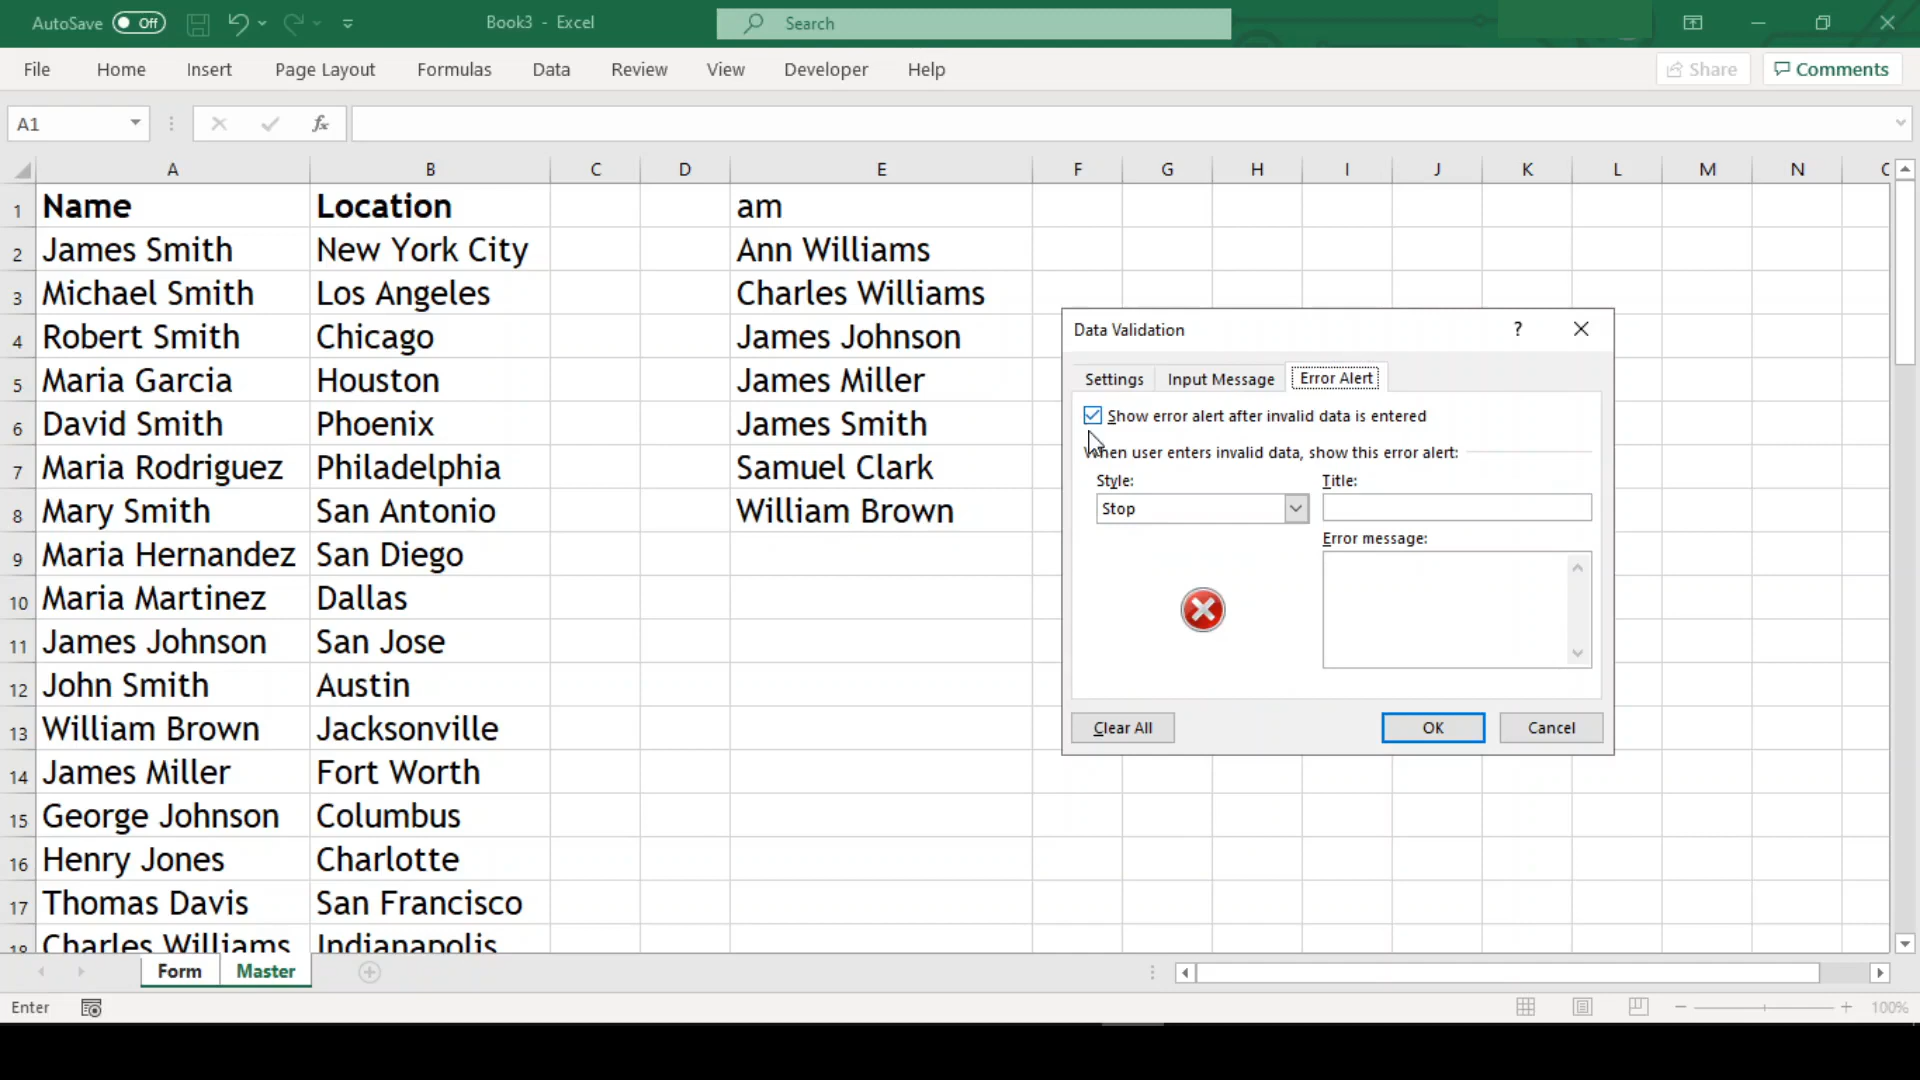 AutoSave Off Book3 - Excel Search
File Home Insert Page Layout Formulas Data Review View Developer Help Share Comments
A1 fx
A B C D E F G H I J K L M N
1 Name Location am
2 James Smith New York City Ann Williams
3 Michael Smith Los Angeles Charles Williams
4 Robert Smith Chicago James Johnson
5 Maria Garcia Houston James Miller
6 David Smith Phoenix James Smith
7 Maria Rodriguez Philadelphia Samuel Clark
8 Mary Smith San Antonio William Brown
9 Maria Hernandez San Diego
10 Maria Martinez Dallas
11 James Johnson San Jose
12 John Smith Austin
13 William Brown Jacksonville
14 James Miller Fort Worth
15 George Johnson Columbus
16 Henry Jones Charlotte
17 Thomas Davis San Francisco
18 Charles Williams Indianapolis
Data Validation ?
Settings Input Message Error Alert
Show error alert after invalid data is entered
When user enters invalid data, show this error alert:
Style: Title:
Stop
Error message:
Clear All OK Cancel
Form Master
Enter 100%